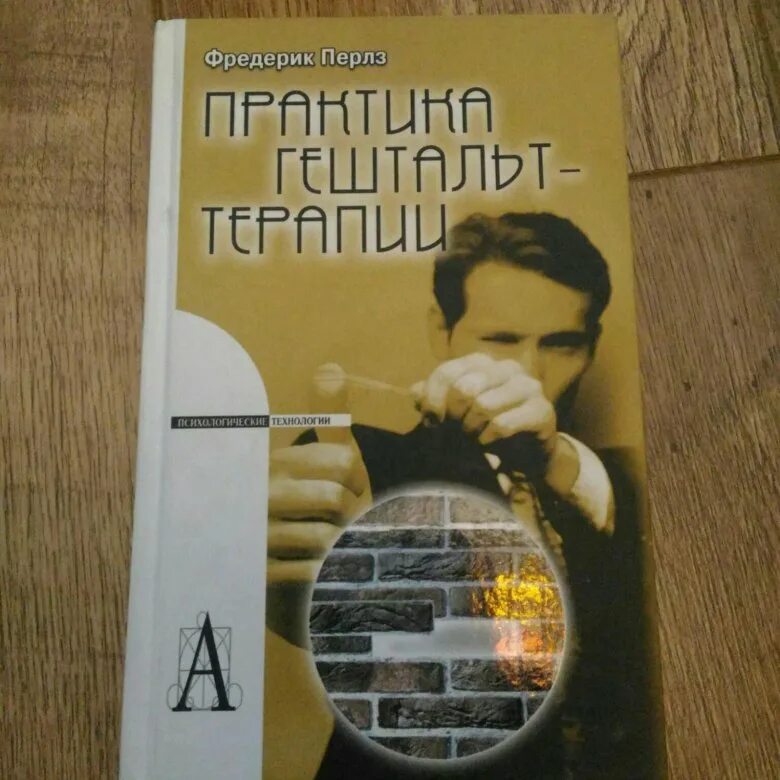 Фредерик Перлз
ПРАКТИКА
ГЕШТАЛЬТ-
ТЕРАПИИ
ПСИХОЛОГИЧЕСКИЕ ТЕХНОЛОГИИ
А